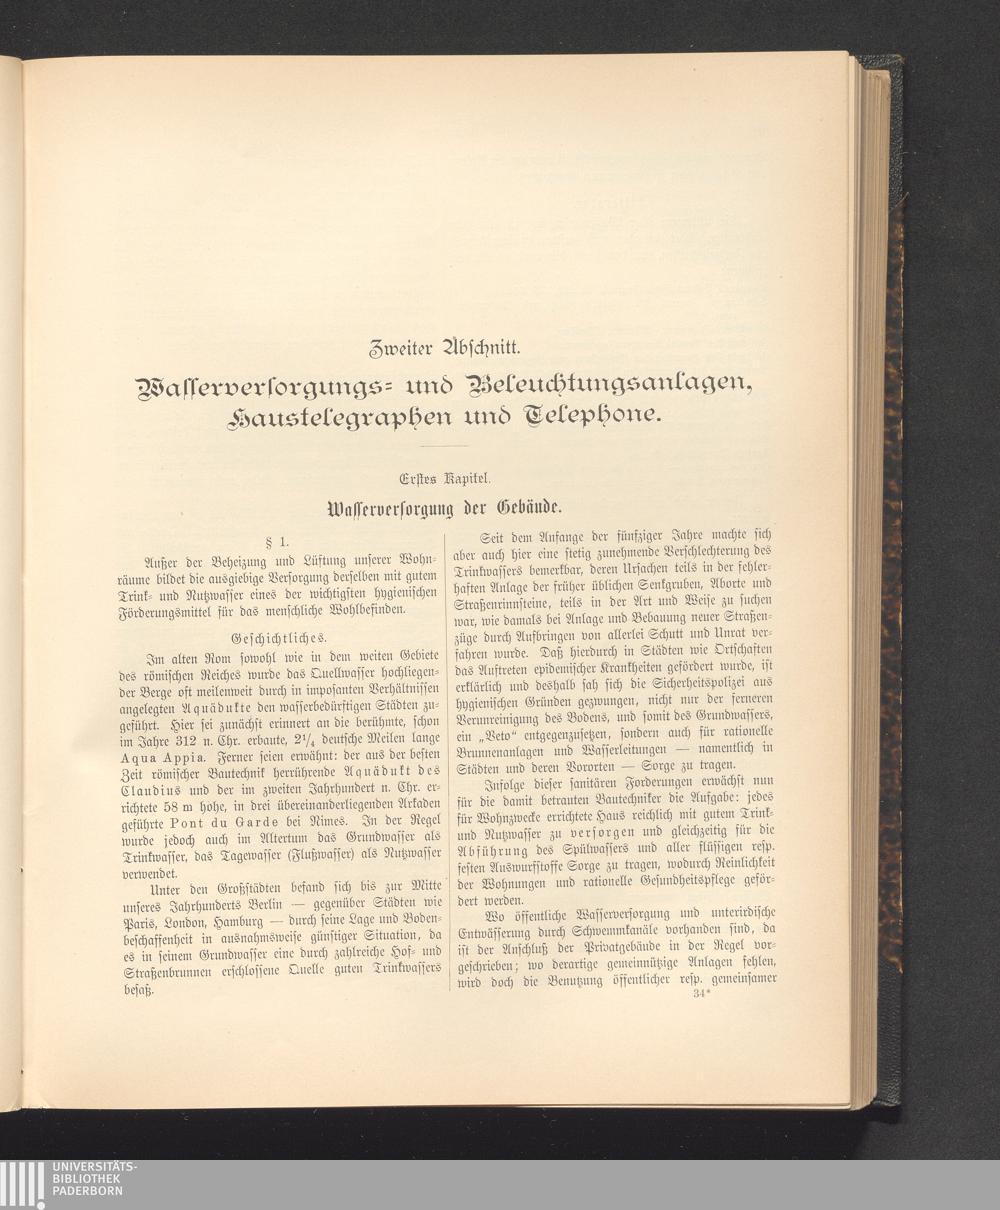 Zweiter Abschnitt.
Wasserversorgungs- und Beleuchtungsanlagen,
Haustelegraphen und Telephone.
Erstes Kapitel.
Wasserversorgung der Gebäude.
§ 1.
Außer der Beheizung und Lüftung unserer Wohn-
räume bildet die ausgiebige Versorgung derselben mit gutem
Trink- und Nutzwasser eines der wichtigsten hygienischen
Förderungsmittel für das menschliche Wohlbefinden.
Geschichtliches.
Im alten Rom sowohl wie in dem weiten Gebiete
des römischen Reiches wurde das Quellwasser hochliegen-
der Berge oft meilenweit durch in imposanten Verhältnissen
angelegten Aquädukte den wasserbedürftigen Städten zu-
geführt. Hier sei zunächst erinnert an die berühmte, schon
im Jahre 312 n. Chr. erbaute, 2¹/₄ deutsche Meilen lange
Aqua Appia. Ferner seien erwähnt: der aus der besten
Zeit römischer Bautechnik herrührende Aquädukt des
Claudius und der im zweiten Jahrhundert n. Chr. er-
richtete 58 m hohe, in drei übereinanderliegenden Arkaden
geführte Pont du Garde bei Nimes. In der Regel
wurde jedoch auch im Altertum das Grundwasser als
Trinkwasser, das Tagewasser (Flußwasser) als Nutzwasser
verwendet.
Unter den Großstädten befand sich bis zur Mitte
unseres Jahrhunderts Berlin — gegenüber Städten wie
Paris, London, Hamburg — durch seine Lage und Boden-
beschaffenheit in ausnahmsweise günstiger Situation, da
es in seinem Grundwasser eine durch zahlreiche Hof- und
Straßenbrunnen erschlossene Quelle guten Trinkwassers
besaß.
Seit dem Anfange der fünfziger Jahre machte sich
aber auch hier eine stetig zunehmende Verschlechterung des
Trinkwassers bemerkbar, deren Ursachen teils in der fehler-
haften Anlage der früher üblichen Senkgruben, Aborte und
Straßenrinnsteine, teils in der Art und Weise zu suchen
war, wie damals bei Anlage und Bebauung neuer Straßen-
züge durch Aufbringen von allerlei Schutt und Unrat ver-
fahren wurde. Daß hierdurch in Städten wie Ortschaften
das Auftreten epidemischer Krankheiten gefördert wurde, ist
erklärlich und deshalb sah sich die Sicherheitspolizei aus
hygienischen Gründen gezwungen, nicht nur der ferneren
Verunreinigung des Bodens, und somit des Grundwassers,
ein „Veto“ entgegenzusetzen, sondern auch für rationelle
Brunnenanlagen und Wasserleitungen — namentlich in
Städten und deren Vororten — Sorge zu tragen.
Infolge dieser sanitären Forderungen erwächst nun
für die damit betrauten Bautechniker die Aufgabe: jedes
für Wohnzwecke errichtete Haus reichlich mit gutem Trink-
und Nutzwasser zu versorgen und gleichzeitig für die
Abführung des Spülwassers und aller flüssigen resp.
festen Auswurfsstoffe Sorge zu tragen, wodurch Reinlichkeit
der Wohnungen und rationelle Gesundheitspflege geför-
dert werden.
Wo öffentliche Wasserversorgung und unterirdische
Entwässerung durch Schwemmkanäle vorhanden sind, da
ist der Anschluß der Privatgebäude in der Regel vor-
geschrieben; wo derartige gemeinnützige Anlagen fehlen,
wird doch die Benutzung öffentlicher resp. gemeinsamer
34*
UNIVERSITÄTS-
BIBLIOTHEK
PADERBORN